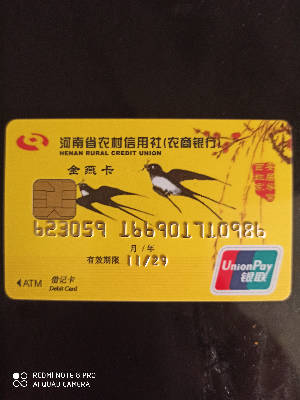 河南省农村信用社(农商银行)
HENAN RURAL CREDIT UNION
金燕卡
623059 166901710986
月/年
有效期限 11/29
ATM
借记卡
Debit Card
UnionPay
银联
REDMI NOTE 8 PRO
AI QUAD CAMERA